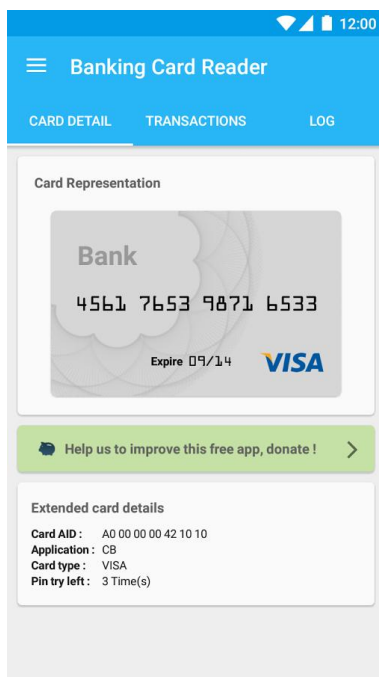 12:00
Banking Card Reader
CARD DETAIL TRANSACTIONS LOG
Card Representation
Bank
4561 7653 9871 6533
Expire 09/14 VISA
Help us to improve this free app, donate !
Extended card details
Card AID : A0 00 00 00 42 10 10
Application : CB
Card type : VISA
Pin try left : 3 Time(s)